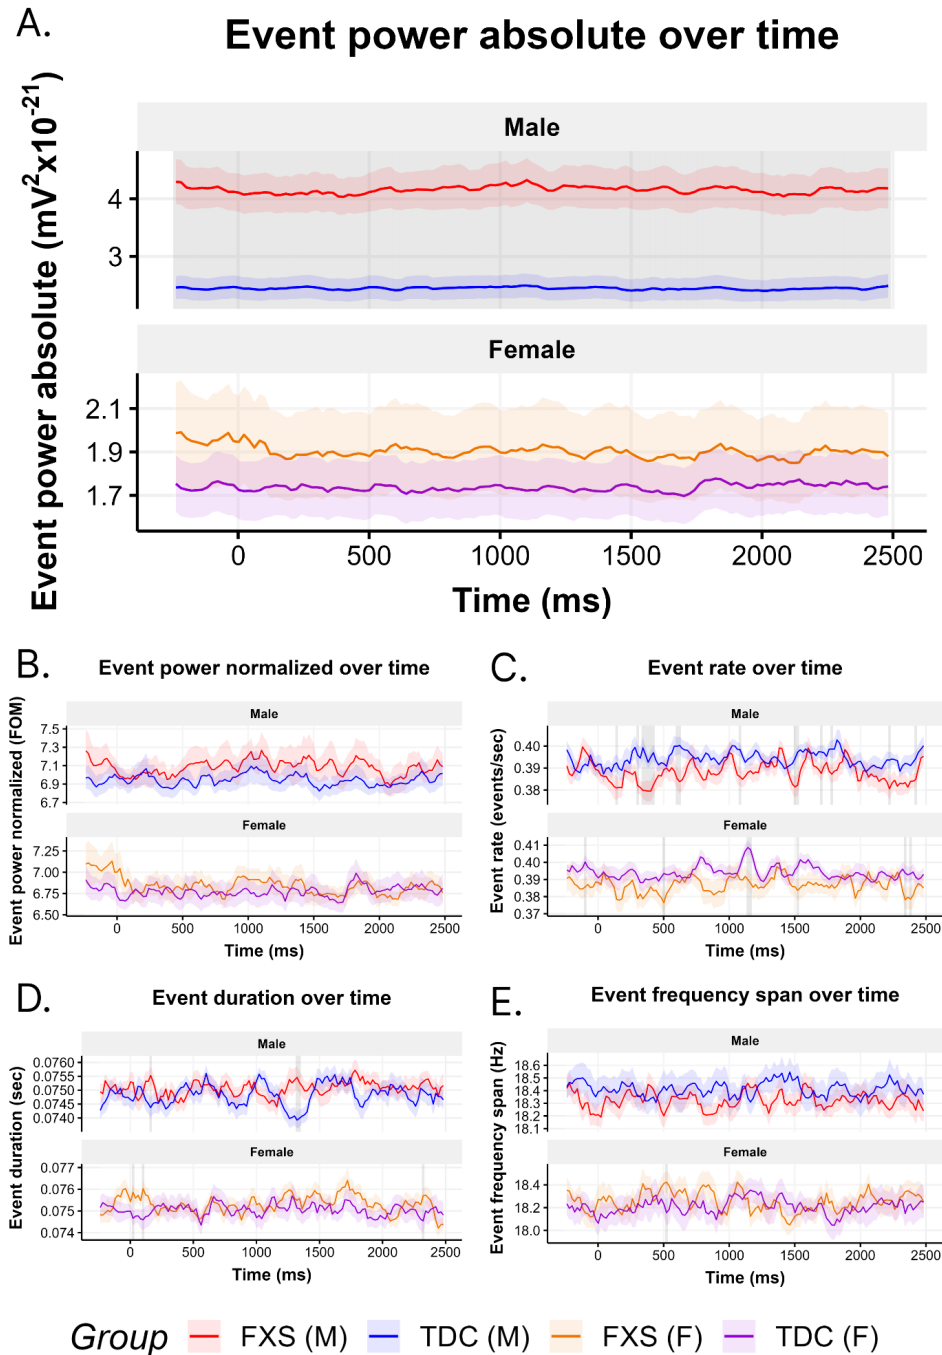 A.
Event power absolute over time
Event power absolute (mV²x10⁻²¹)
Male
4
3
Female
2.1
1.9
1.7
0 500 1000 1500 2000 2500
Time (ms)
B.
Event power normalized over time
Event power normalized (FOM)
Male
7.5
7.3
7.1
6.9
6.7
Female
7.25
7.00
6.75
6.50
0 500 1000 1500 2000 2500
Time (ms)
C.
Event rate over time
Event rate (events/sec)
Male
0.40
0.39
0.38
Female
0.41
0.40
0.39
0.38
0.37
0 500 1000 1500 2000 2500
Time (ms)
D.
Event duration over time
Event duration (sec)
Male
0.0760
0.0755
0.0750
0.0745
0.0740
Female
0.077
0.076
0.075
0.074
0 500 1000 1500 2000 2500
Time (ms)
E.
Event frequency span over time
Event frequency span (Hz)
Male
18.6
18.5
18.4
18.3
18.2
18.1
Female
18.4
18.2
18.0
0 500 1000 1500 2000 2500
Time (ms)
Group FXS (M) TDC (M) FXS (F) TDC (F)